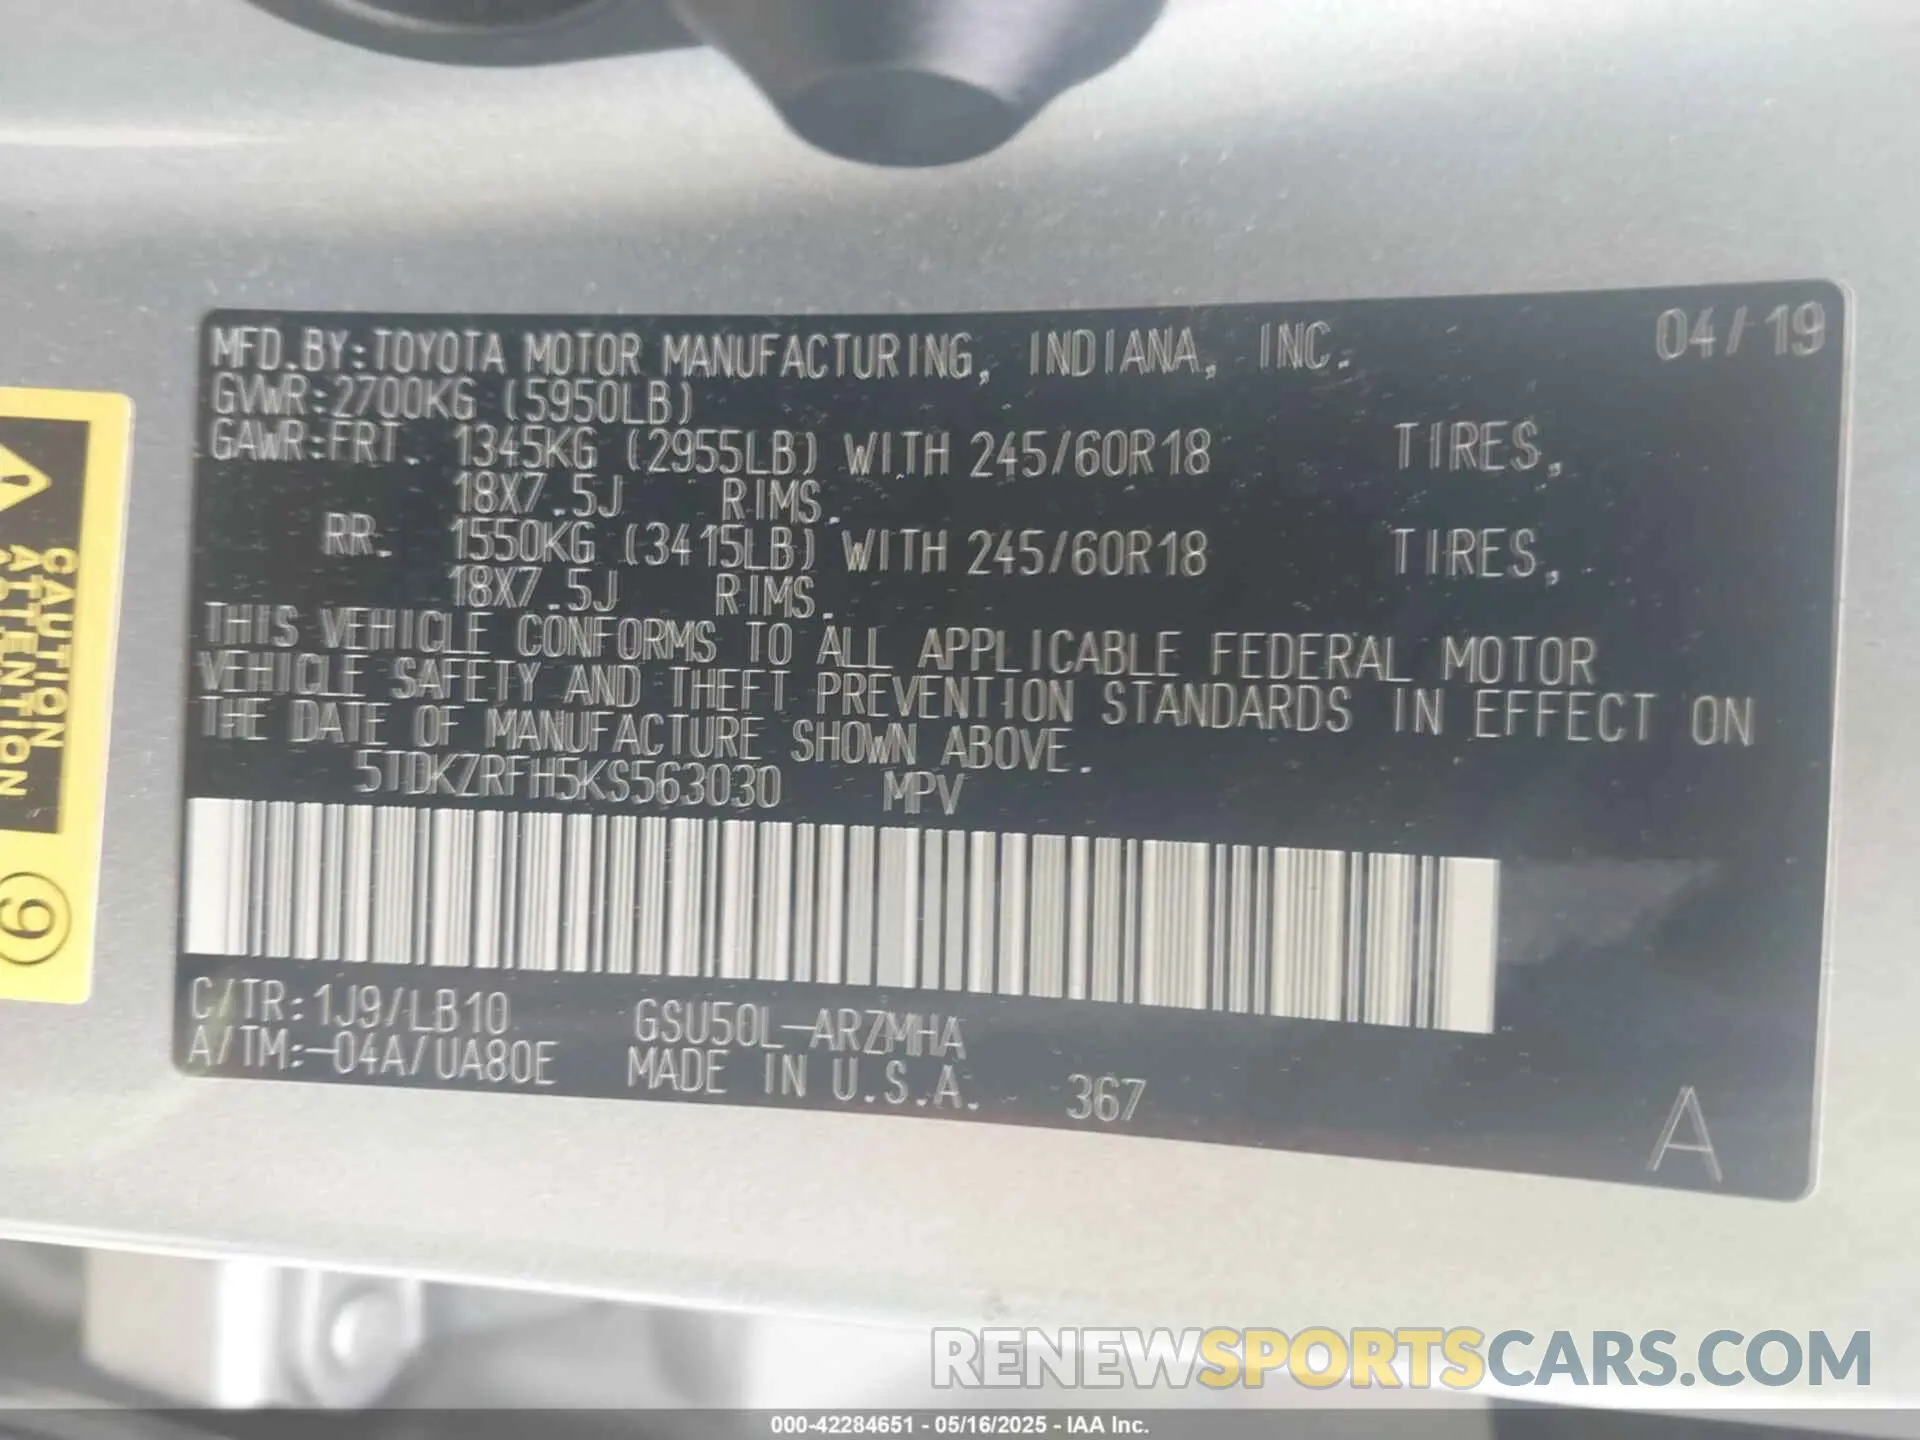 MFD.BY:TOYOTA MOTOR MANUFACTURING, INDIANA, INC. 04/19
GVWR:2700KG (5950LB)
GAWR:FRT. 1345KG (2955LB) WITH 245/60R18 TIRES,
18X7.5J RIMS.
RR. 1550KG (3415LB) WITH 245/60R18 TIRES,
18X7.5J RIMS.
THIS VEHICLE CONFORMS TO ALL APPLICABLE FEDERAL MOTOR
VEHICLE SAFETY AND THEFT PREVENTION STANDARDS IN EFFECT ON
THE DATE OF MANUFACTURE SHOWN ABOVE.
5TDKZRFH5KS563030 MPV
C/TR:1J9/LB10 GSU50L-ARZMHA
A/TM:-04A/UA80E MADE IN U.S.A. 367
A
CAUTION
ATTENTION
9
RENEWSPORTSCARS.COM
000-42284651 - 05/16/2025 - IAA Inc.